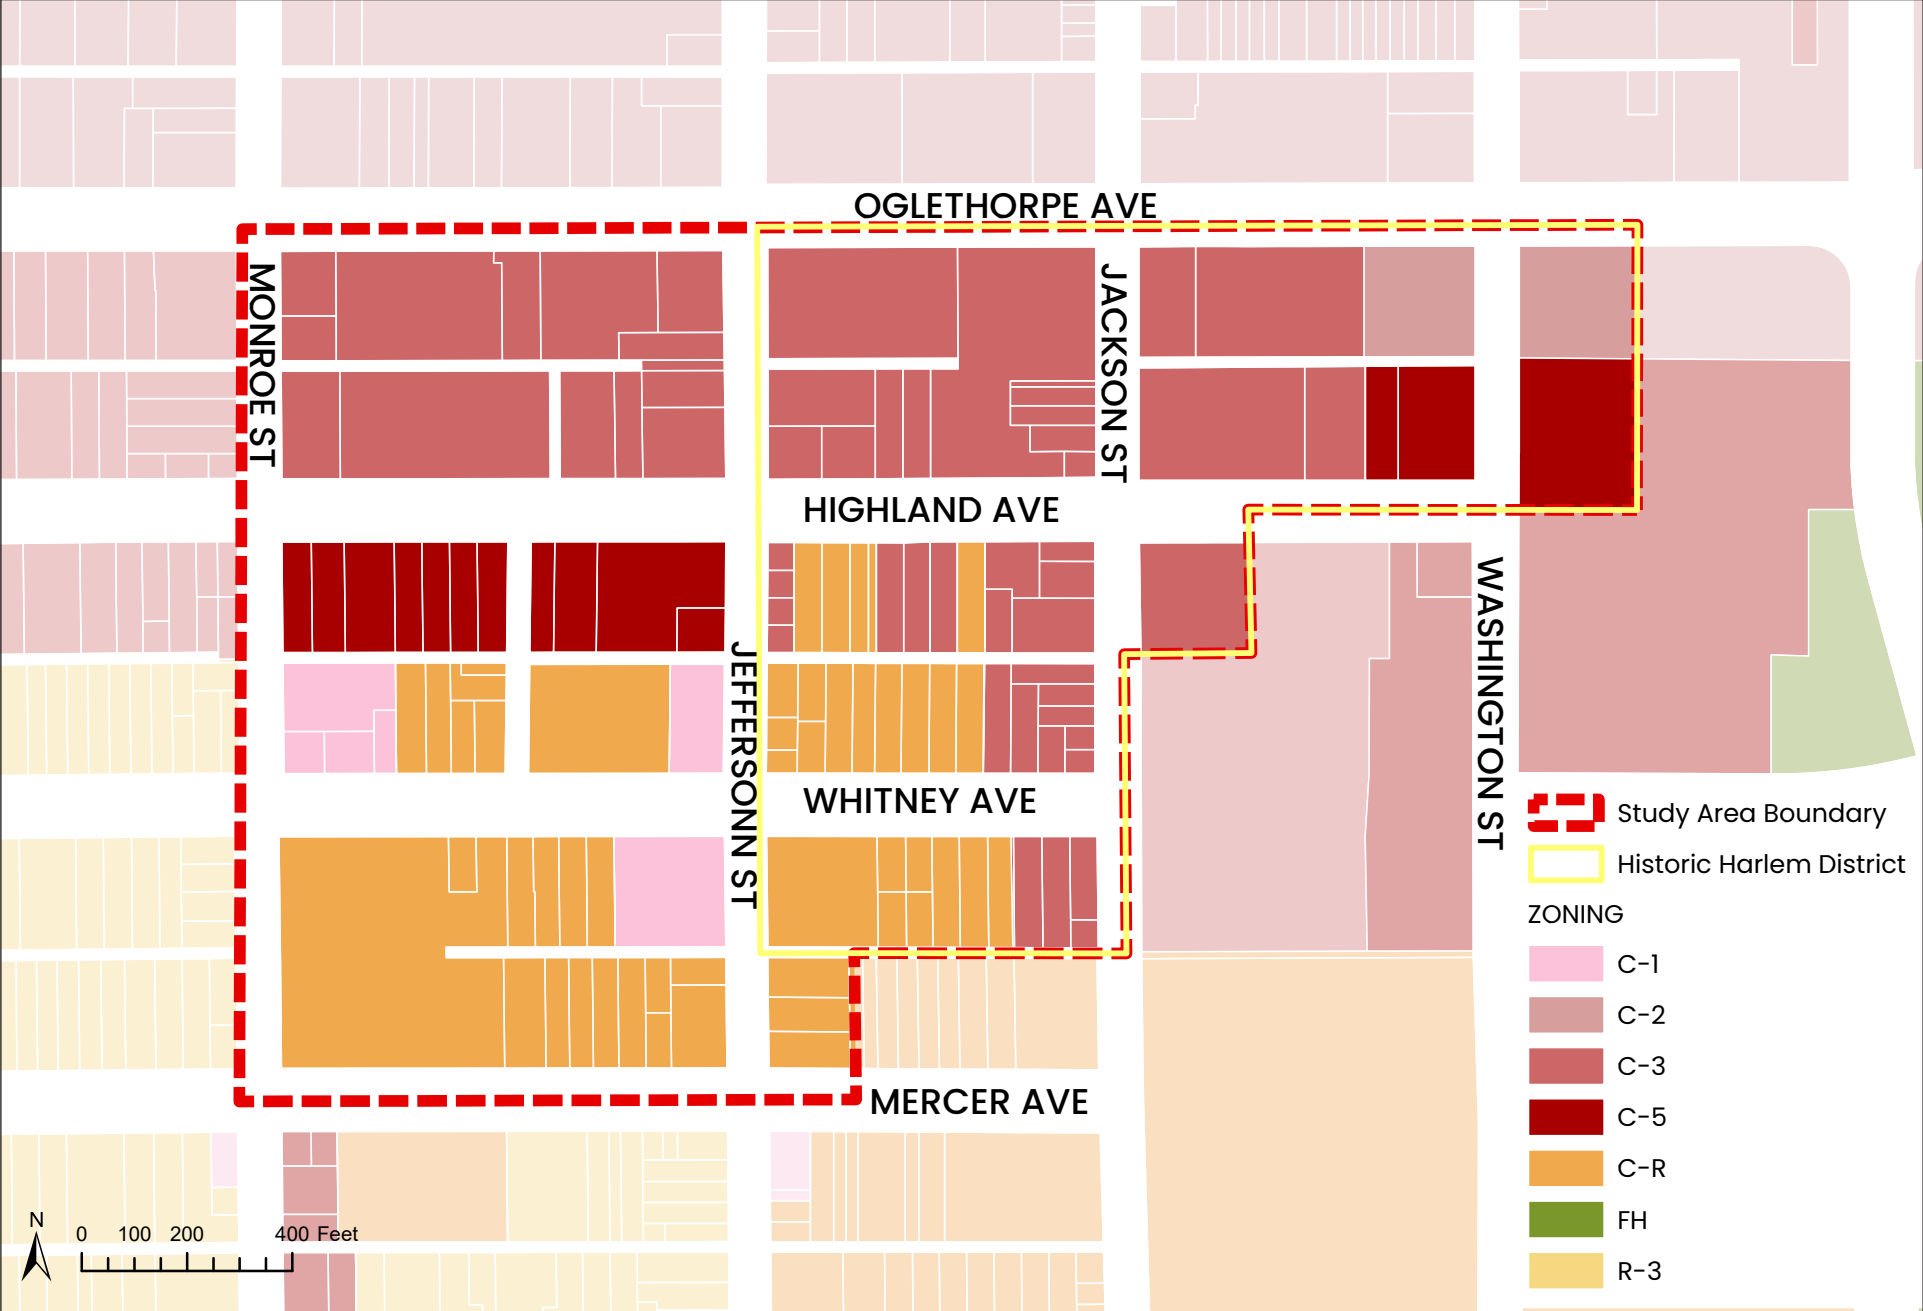 OGLETHORPE AVE
MONROE ST
JACKSON ST
HIGHLAND AVE
JEFFERSONN ST
WASHINGTON ST
WHITNEY AVE
MERCER AVE
Study Area Boundary
Historic Harlem District
ZONING
C-1
C-2
C-3
C-5
C-R
FH
R-3
N
0 100 200 400 Feet